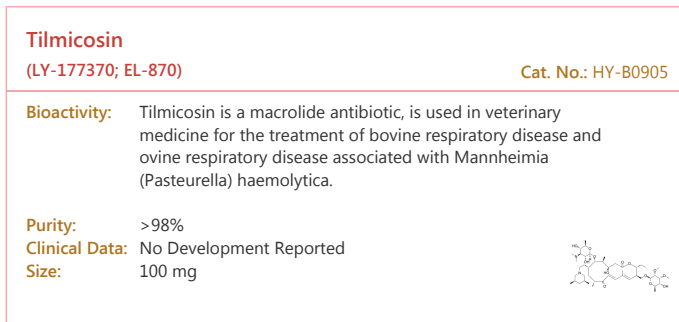 Tilmicosin
(LY-177370; EL-870) Cat. No.: HY-B0905
Bioactivity: Tilmicosin is a macrolide antibiotic, is used in veterinary
medicine for the treatment of bovine respiratory disease and
ovine respiratory disease associated with Mannheimia
(Pasteurella) haemolytica.
Purity: >98%
Clinical Data: No Development Reported
Size: 100 mg